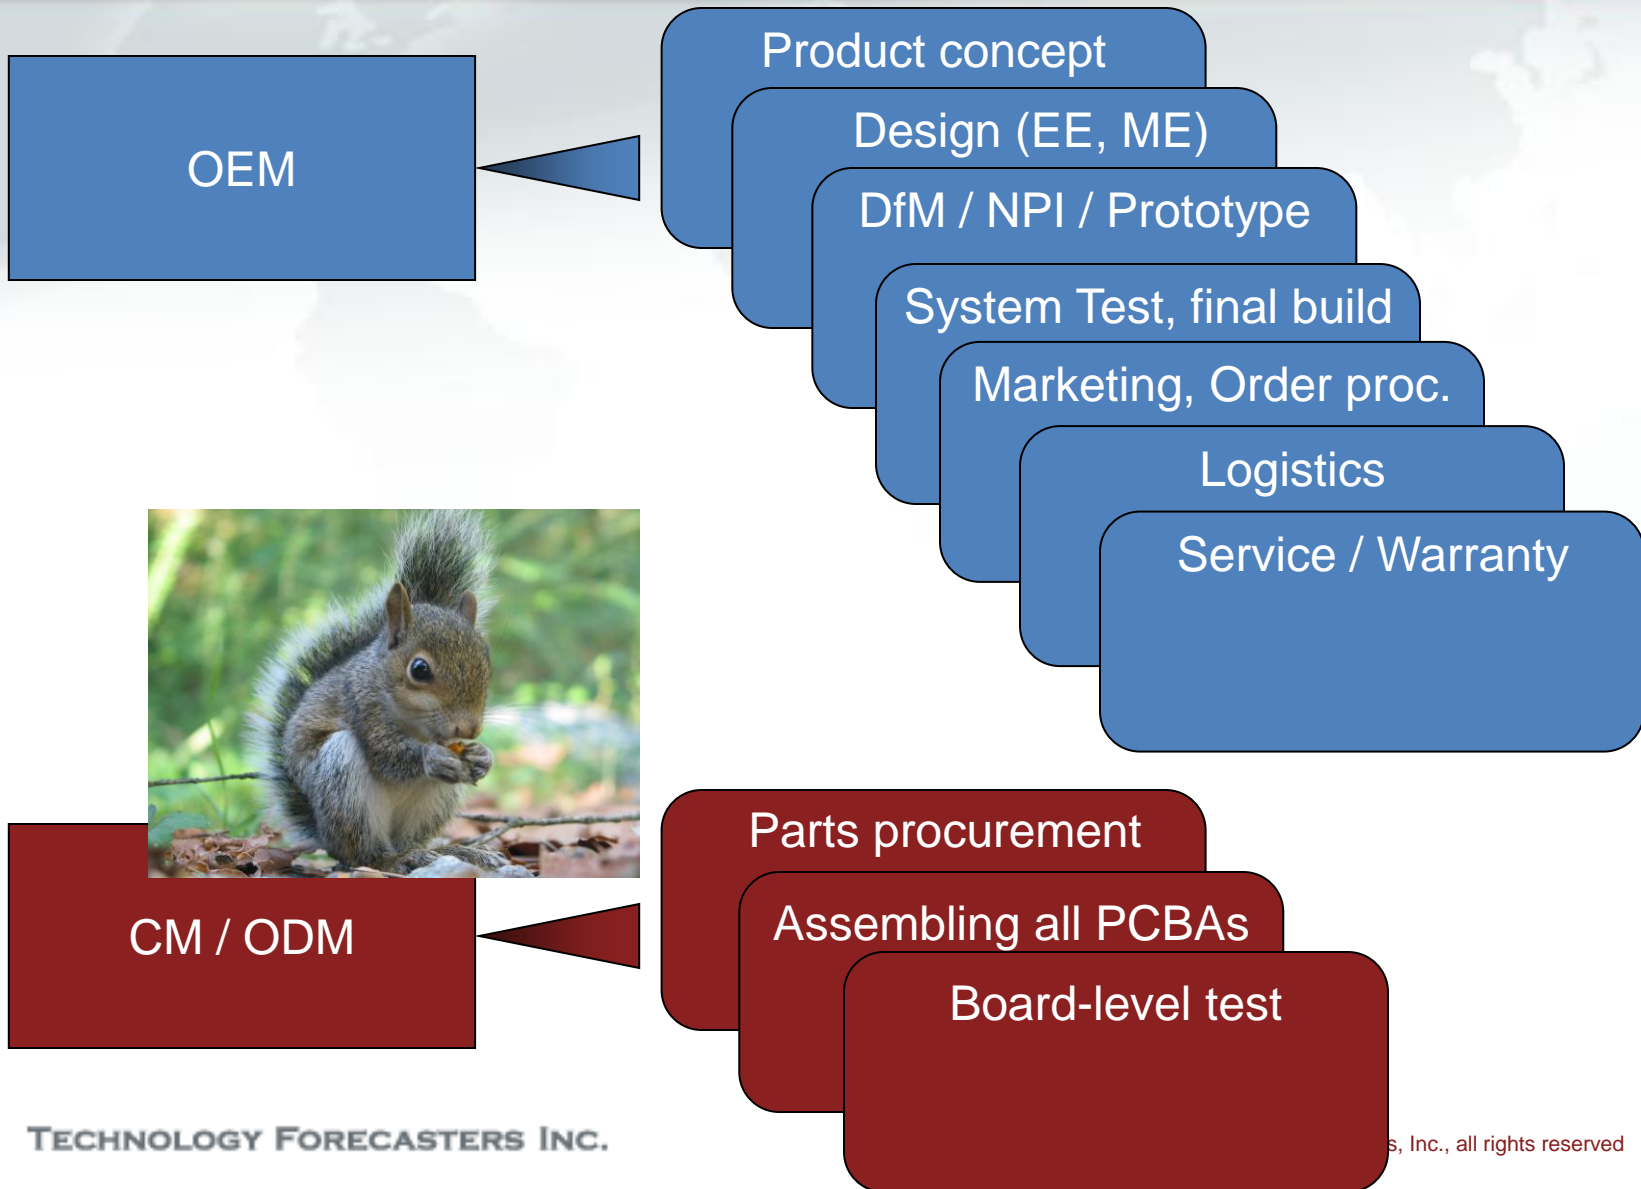 OEM
Product concept
Design (EE, ME)
DfM / NPI / Prototype
System Test, final build
Marketing, Order proc.
Logistics
Service / Warranty
CM / ODM
Parts procurement
Assembling all PCBAs
Board-level test
TECHNOLOGY FORECASTERS INC.
Inc., all rights reserved